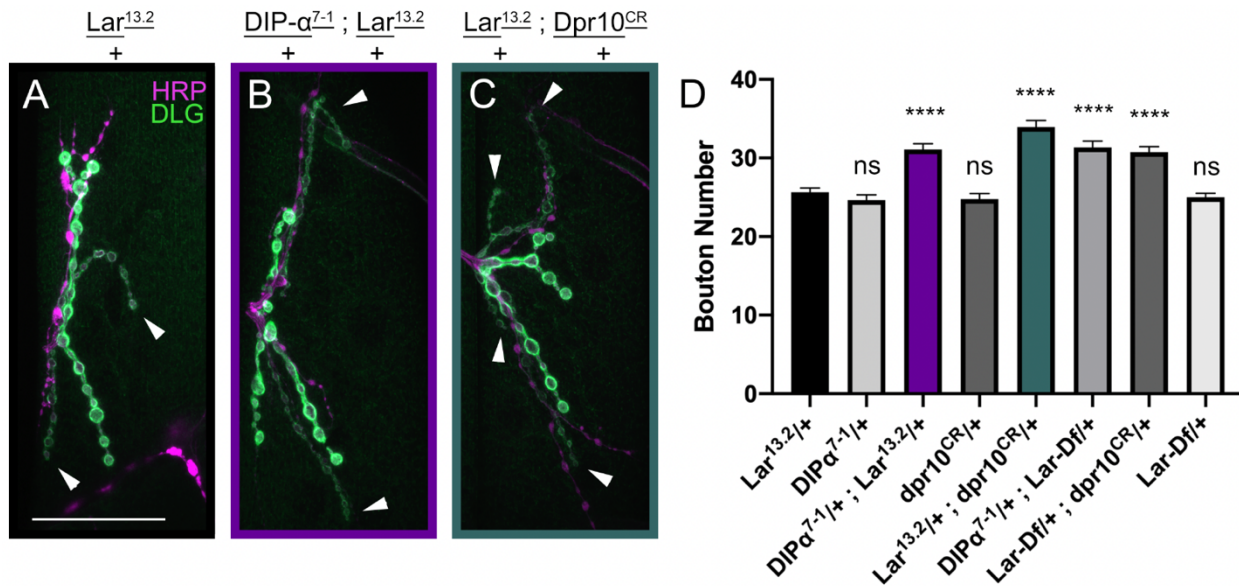 Lar13.2
+
DIP-α7-1 ; Lar13.2
+ +
Lar13.2 ; Dpr10CR
+ +
A
HRP
DLG
B
C
D
Bouton Number
40
30
20
10
0
ns
****
ns
****
****
****
ns
Lar13.2/+
DIPα7-1/+
DIPα7-1/+ ; Lar13.2/+
dpr10CR/+
Lar13.2/+ ; dpr10CR/+
DIPα7-1/+ ; Lar-Df/+
Lar-Df/+ ; dpr10CR/+
Lar-Df/+